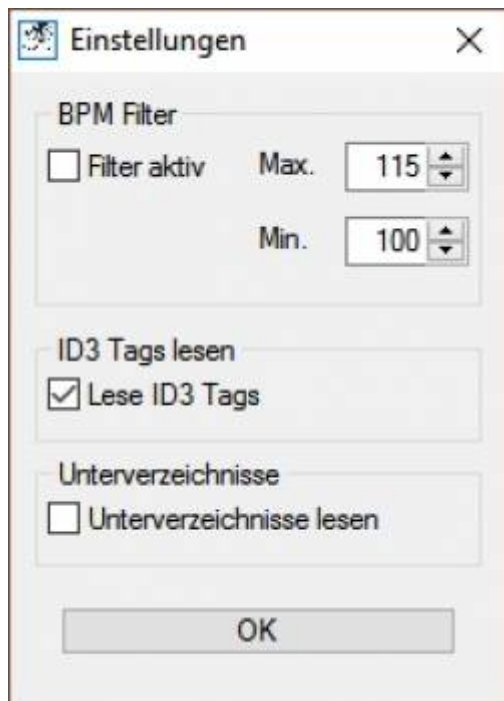 Einstellungen
BPM Filter
Filter aktiv Max. 115
Min. 100
ID3 Tags lesen
Lese ID3 Tags
Unterverzeichnisse
Unterverzeichnisse lesen
OK